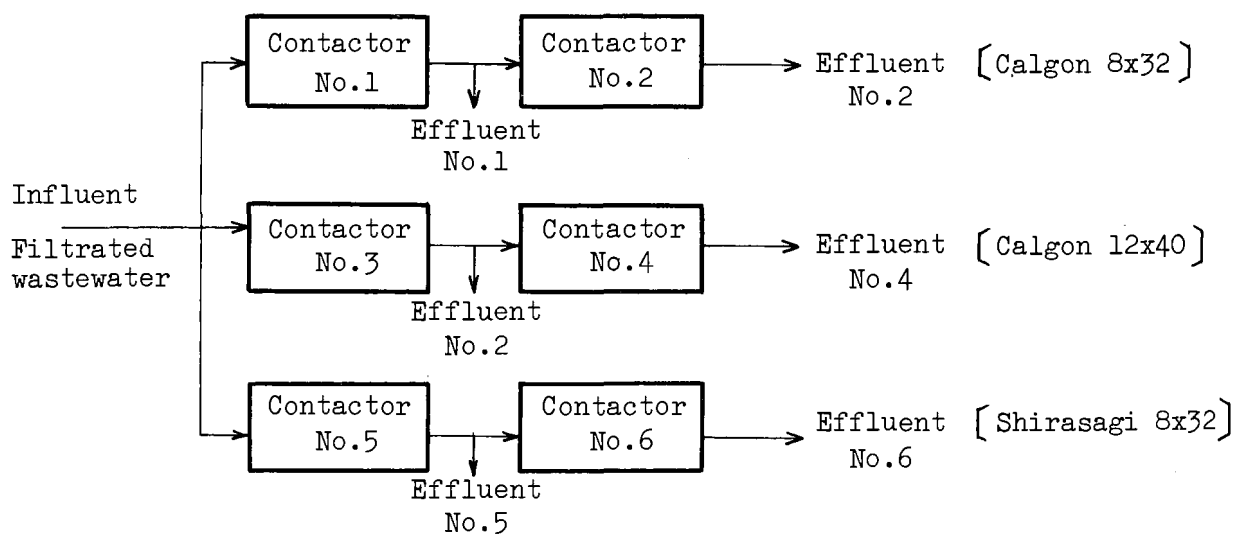 Contactor
No.1
Contactor
No.2
Effluent [Calgon 8x32]
No.2
Effluent
No.1
Influent
Filtrated
wastewater
Contactor
No.3
Contactor
No.4
Effluent [Calgon 12x40]
No.4
Effluent
No.2
Contactor
No.5
Contactor
No.6
Effluent [Shirasagi 8x32]
No.6
Effluent
No.5